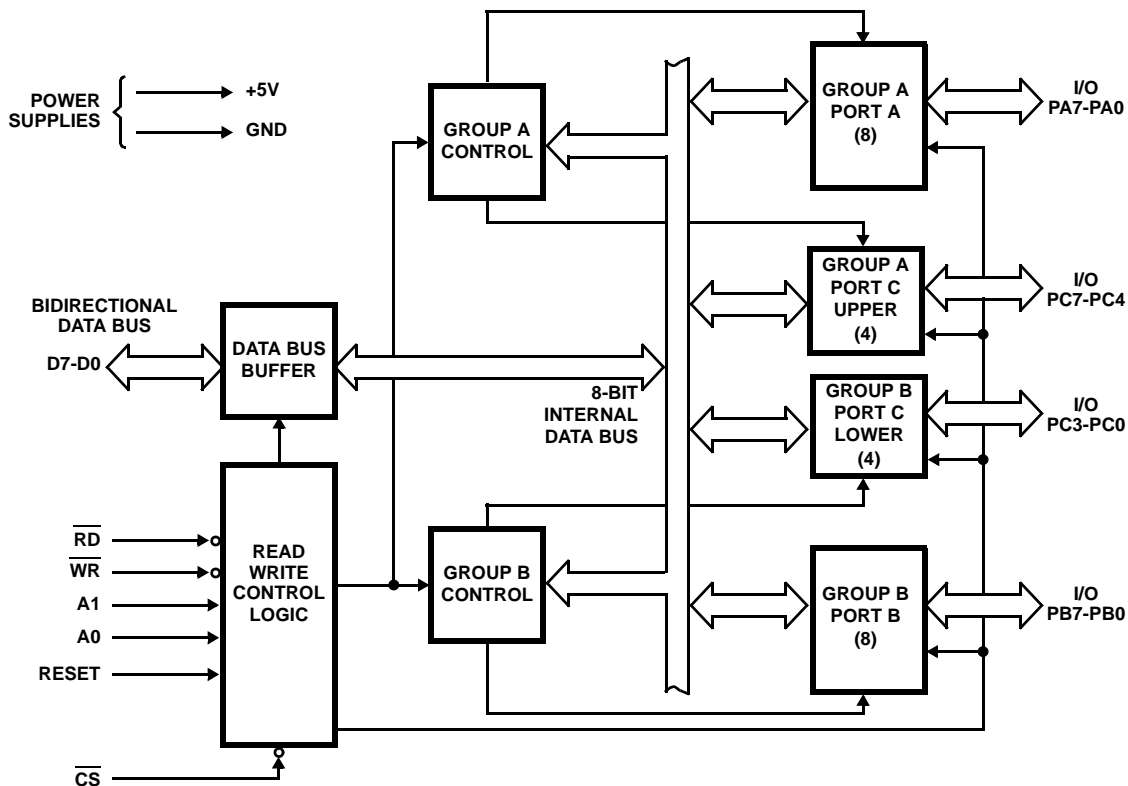 POWER
SUPPLIES
+5V
GND
GROUP A
CONTROL
GROUP A
PORT A
(8)
I/O
PA7-PA0
GROUP A
PORT C
UPPER
(4)
I/O
PC7-PC4
BIDIRECTIONAL
DATA BUS
D7-D0
DATA BUS
BUFFER
8-BIT
INTERNAL
DATA BUS
GROUP B
PORT C
LOWER
(4)
I/O
PC3-PC0
RD
WR
A1
A0
RESET
CS
READ
WRITE
CONTROL
LOGIC
GROUP B
CONTROL
GROUP B
PORT B
(8)
I/O
PB7-PB0